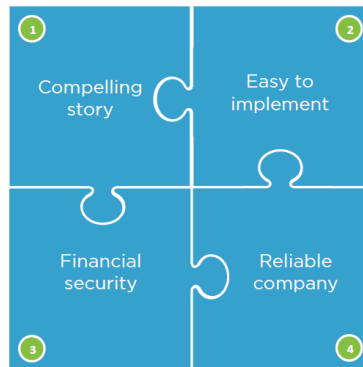 1
Compelling
story
2
Easy to
implement
3
Financial
security
4
Reliable
company